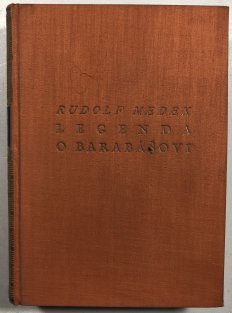 RUDOLF MEDEK
LEGENDA
O BARABÁŠOVI